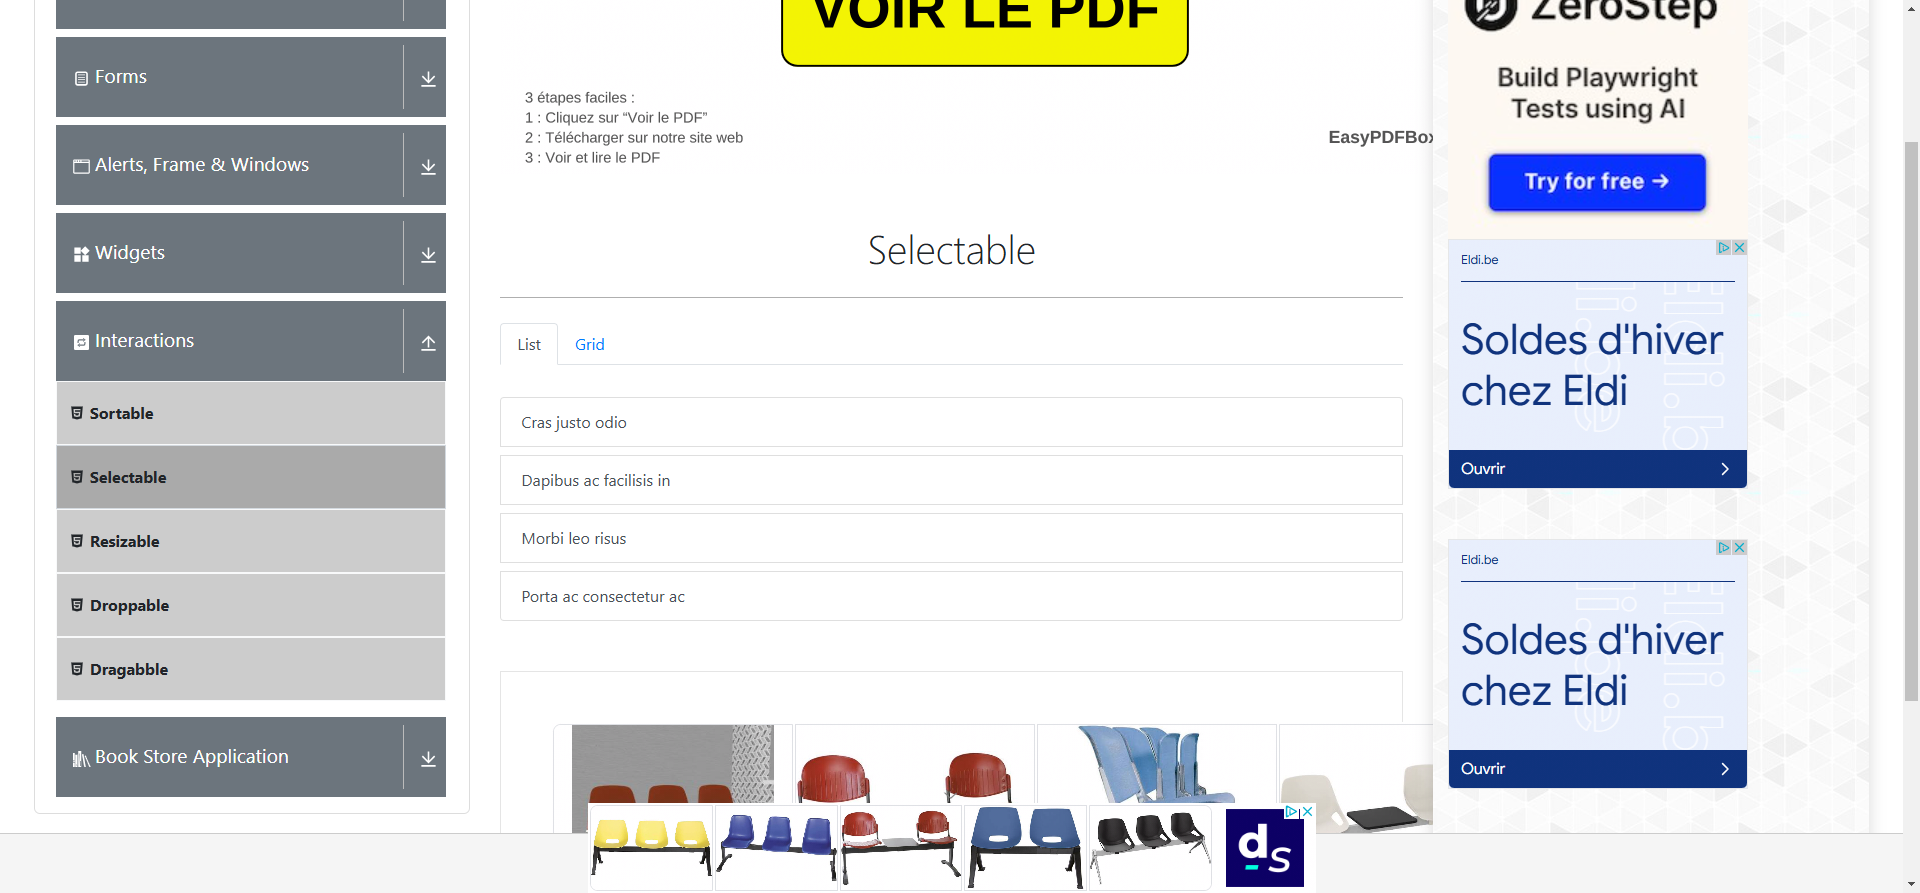 Forms
Alerts, Frame & Windows
Widgets
Interactions
Sortable
Selectable
Resizable
Droppable
Dragabble
Book Store Application
VOIR LE PDF
3 étapes faciles :
1 : Cliquez sur “Voir le PDF”
2 : Télécharger sur notre site web
3 : Voir et lire le PDF
EasyPDFBox
Selectable
List Grid
Cras justo odio
Dapibus ac facilisis in
Morbi leo risus
Porta ac consectetur ac
ds
ZeroStep
Build Playwright
Tests using AI
Try for free →
Eldi.be
Soldes d'hiver
chez Eldi
Ouvrir
Eldi.be
Soldes d'hiver
chez Eldi
Ouvrir